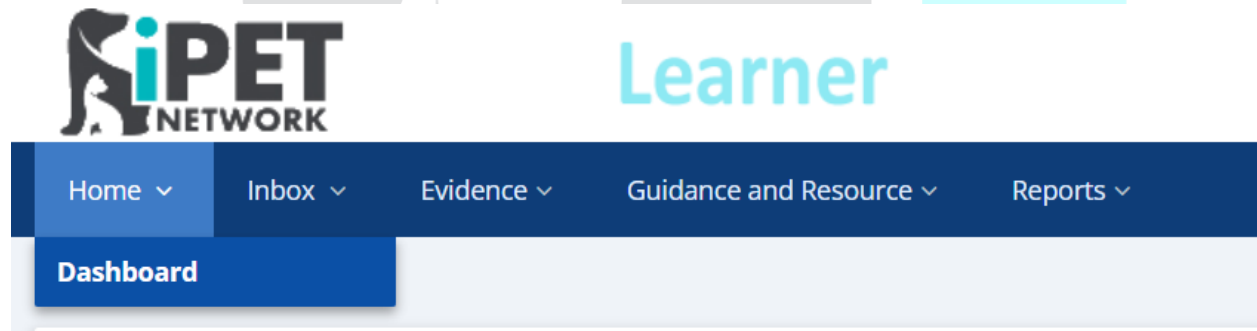 iPET
NETWORK
Learner
Home Inbox Evidence Guidance and Resource Reports
Dashboard